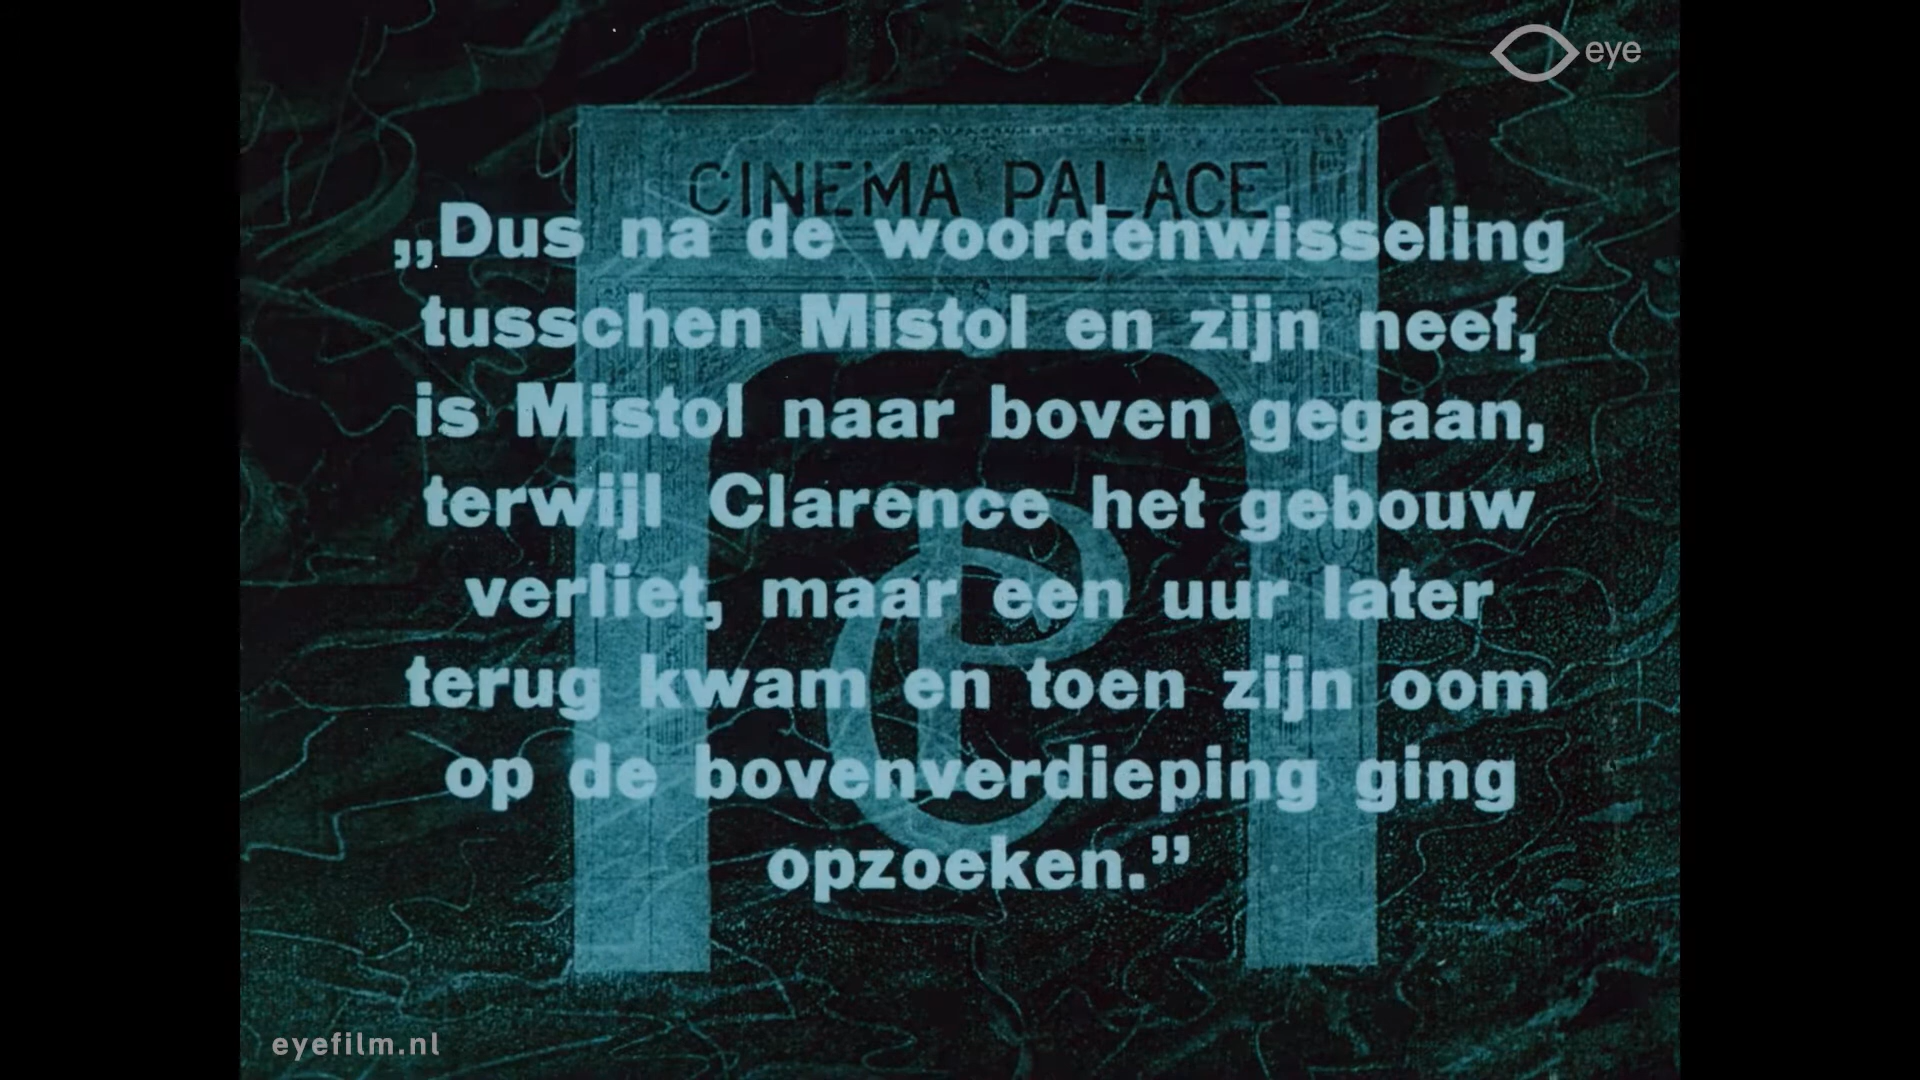 eye
CINEMA PALACE
„Dus na de woordenwisseling
tusschen Mistol en zijn neef,
is Mistol naar boven gegaan,
terwijl Clarence het gebouw
verliet, maar een uur later
terug kwam en toen zijn oom
op de bovenverdieping ging
opzoeken.”
CP
eyefilm.nl